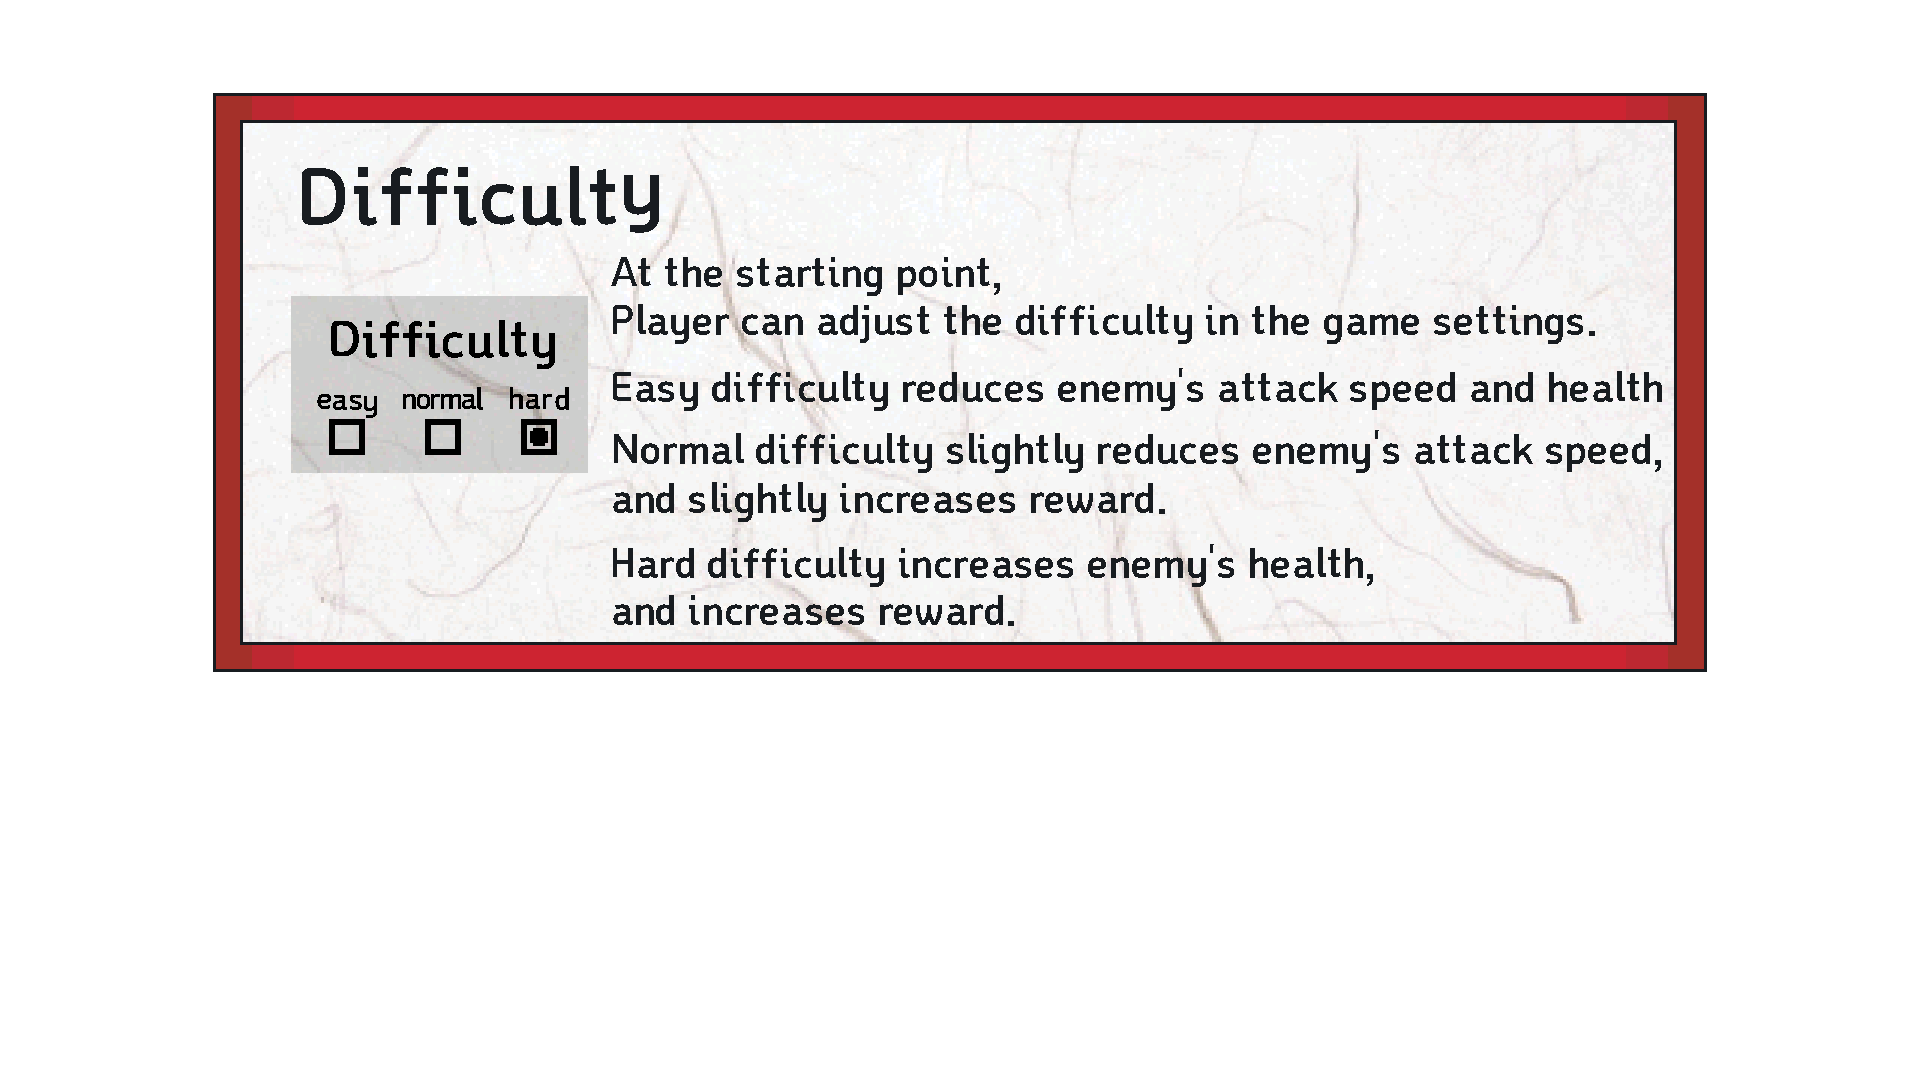 Difficulty
Difficulty
easy normal hard
At the starting point,
Player can adjust the difficulty in the game settings.
Easy difficulty reduces enemy's attack speed and health
Normal difficulty slightly reduces enemy's attack speed,
and slightly increases reward.
Hard difficulty increases enemy's health,
and increases reward.